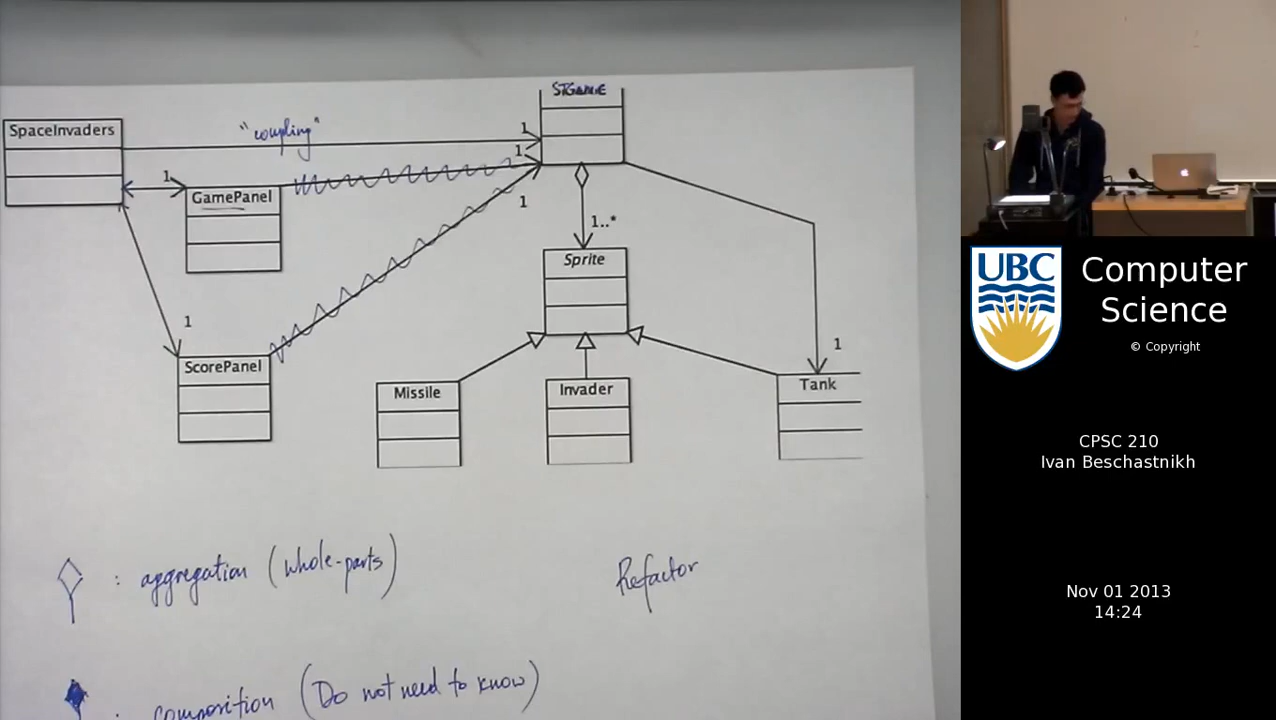 SIGAME
SpaceInvaders
"coupling"
1
1
1
GamePanel
1
1..*
Sprite
1
1
ScorePanel
Missile
Invader
Tank
: aggregation (whole-parts)
Refactor
: composition (Do not need to know)
UBC
Computer
Science
© Copyright
CPSC 210
Ivan Beschastnikh
Nov 01 2013
14:24